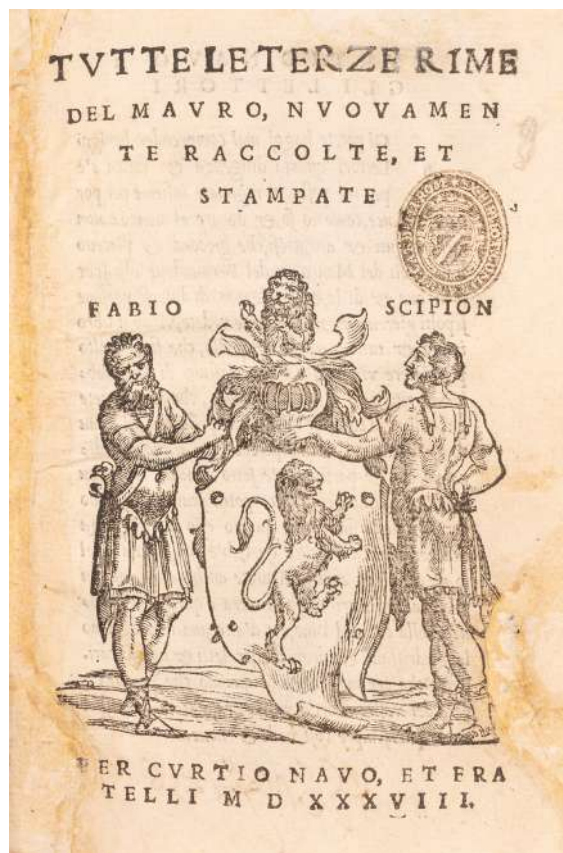 TVTTE LE TERZE RIME
DEL MAVRO, NVOVAMEN
TE RACCOLTE, ET
STAMPATE
FABIO
SCIPION
PER CVRTIO NAVO, ET FRA
TELLI M D XXXVIII.